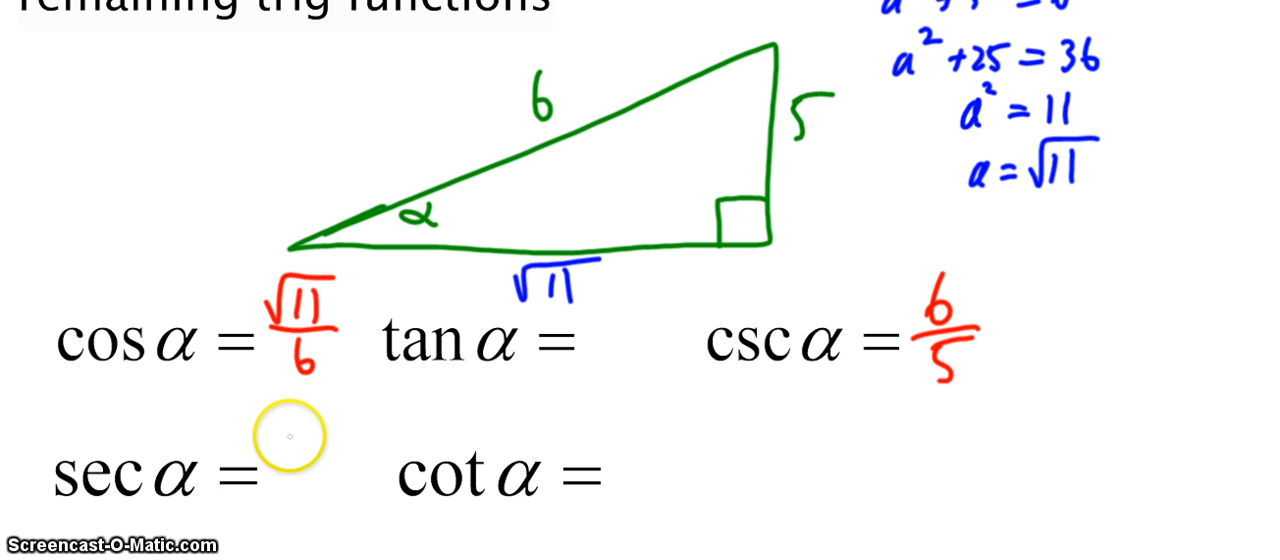 remaining trig functions
a² + 25 = 36
6
5
a² = 11
a = √11
α
√11
cos α = √11/6 tan α = csc α = 6/5
sec α = cot α =
Screencast-O-Matic.com